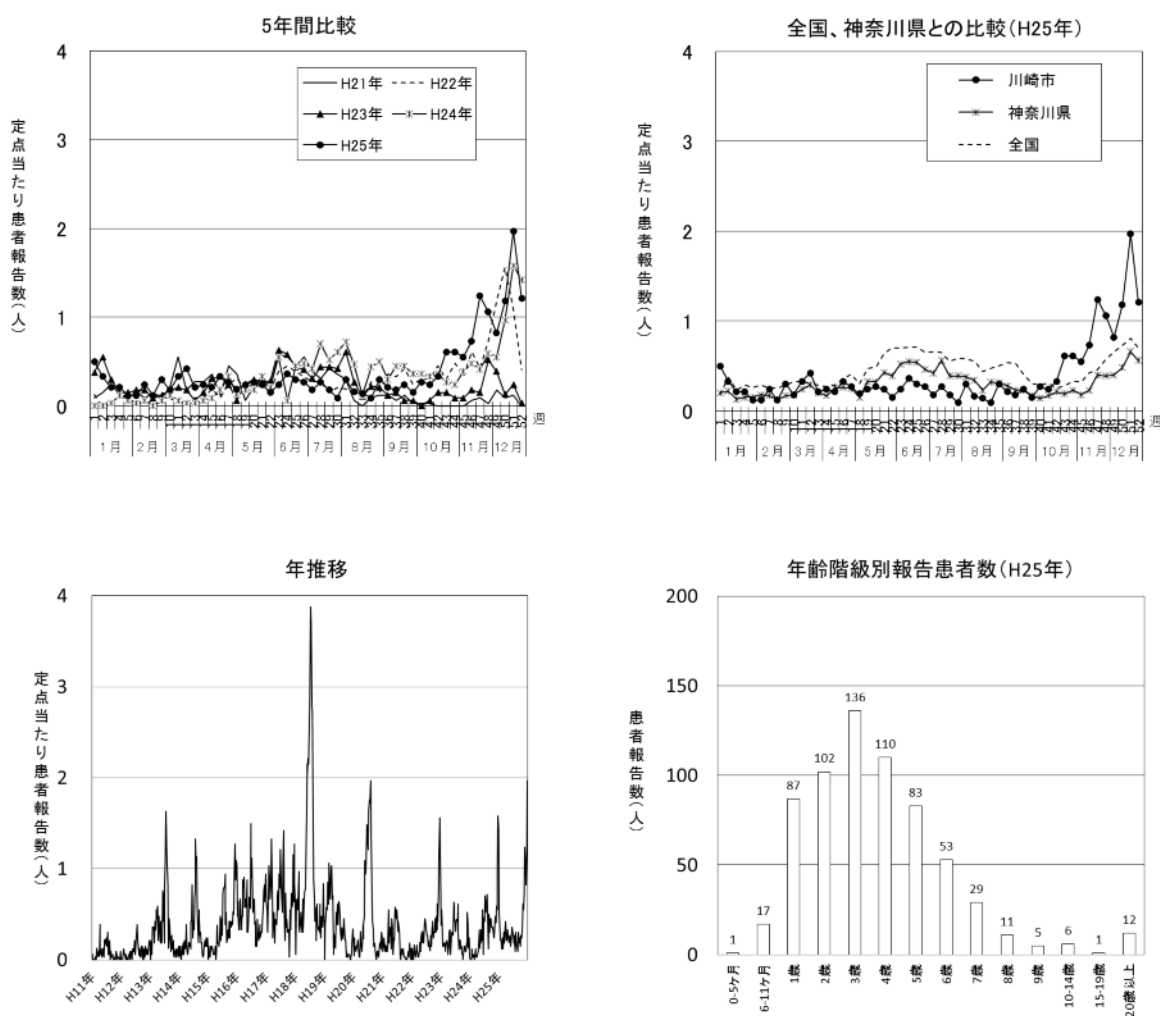 5年間比較
定点当たり患者報告数(人)
4
3
2
1
0
H21年
H22年
H23年
H24年
H25年
週
1月
2月
3月
4月
5月
6月
7月
8月
9月
10月
11月
12月
全国、神奈川県との比較(H25年)
定点当たり患者報告数(人)
4
3
2
1
0
川崎市
神奈川県
全国
週
1月
2月
3月
4月
5月
6月
7月
8月
9月
10月
11月
12月
年推移
定点当たり患者報告数(人)
4
3
2
1
0
H11年
H12年
H13年
H14年
H15年
H16年
H17年
H18年
H19年
H20年
H21年
H22年
H23年
H24年
H25年
年齢階級別報告患者数(H25年)
患者報告数(人)
200
150
100
50
0
1
17
87
102
136
110
83
53
29
11
5
6
1
12
0-5ヶ月
6-11ヶ月
1歳
2歳
3歳
4歳
5歳
6歳
7歳
8歳
9歳
10-14歳
15-19歳
20歳以上